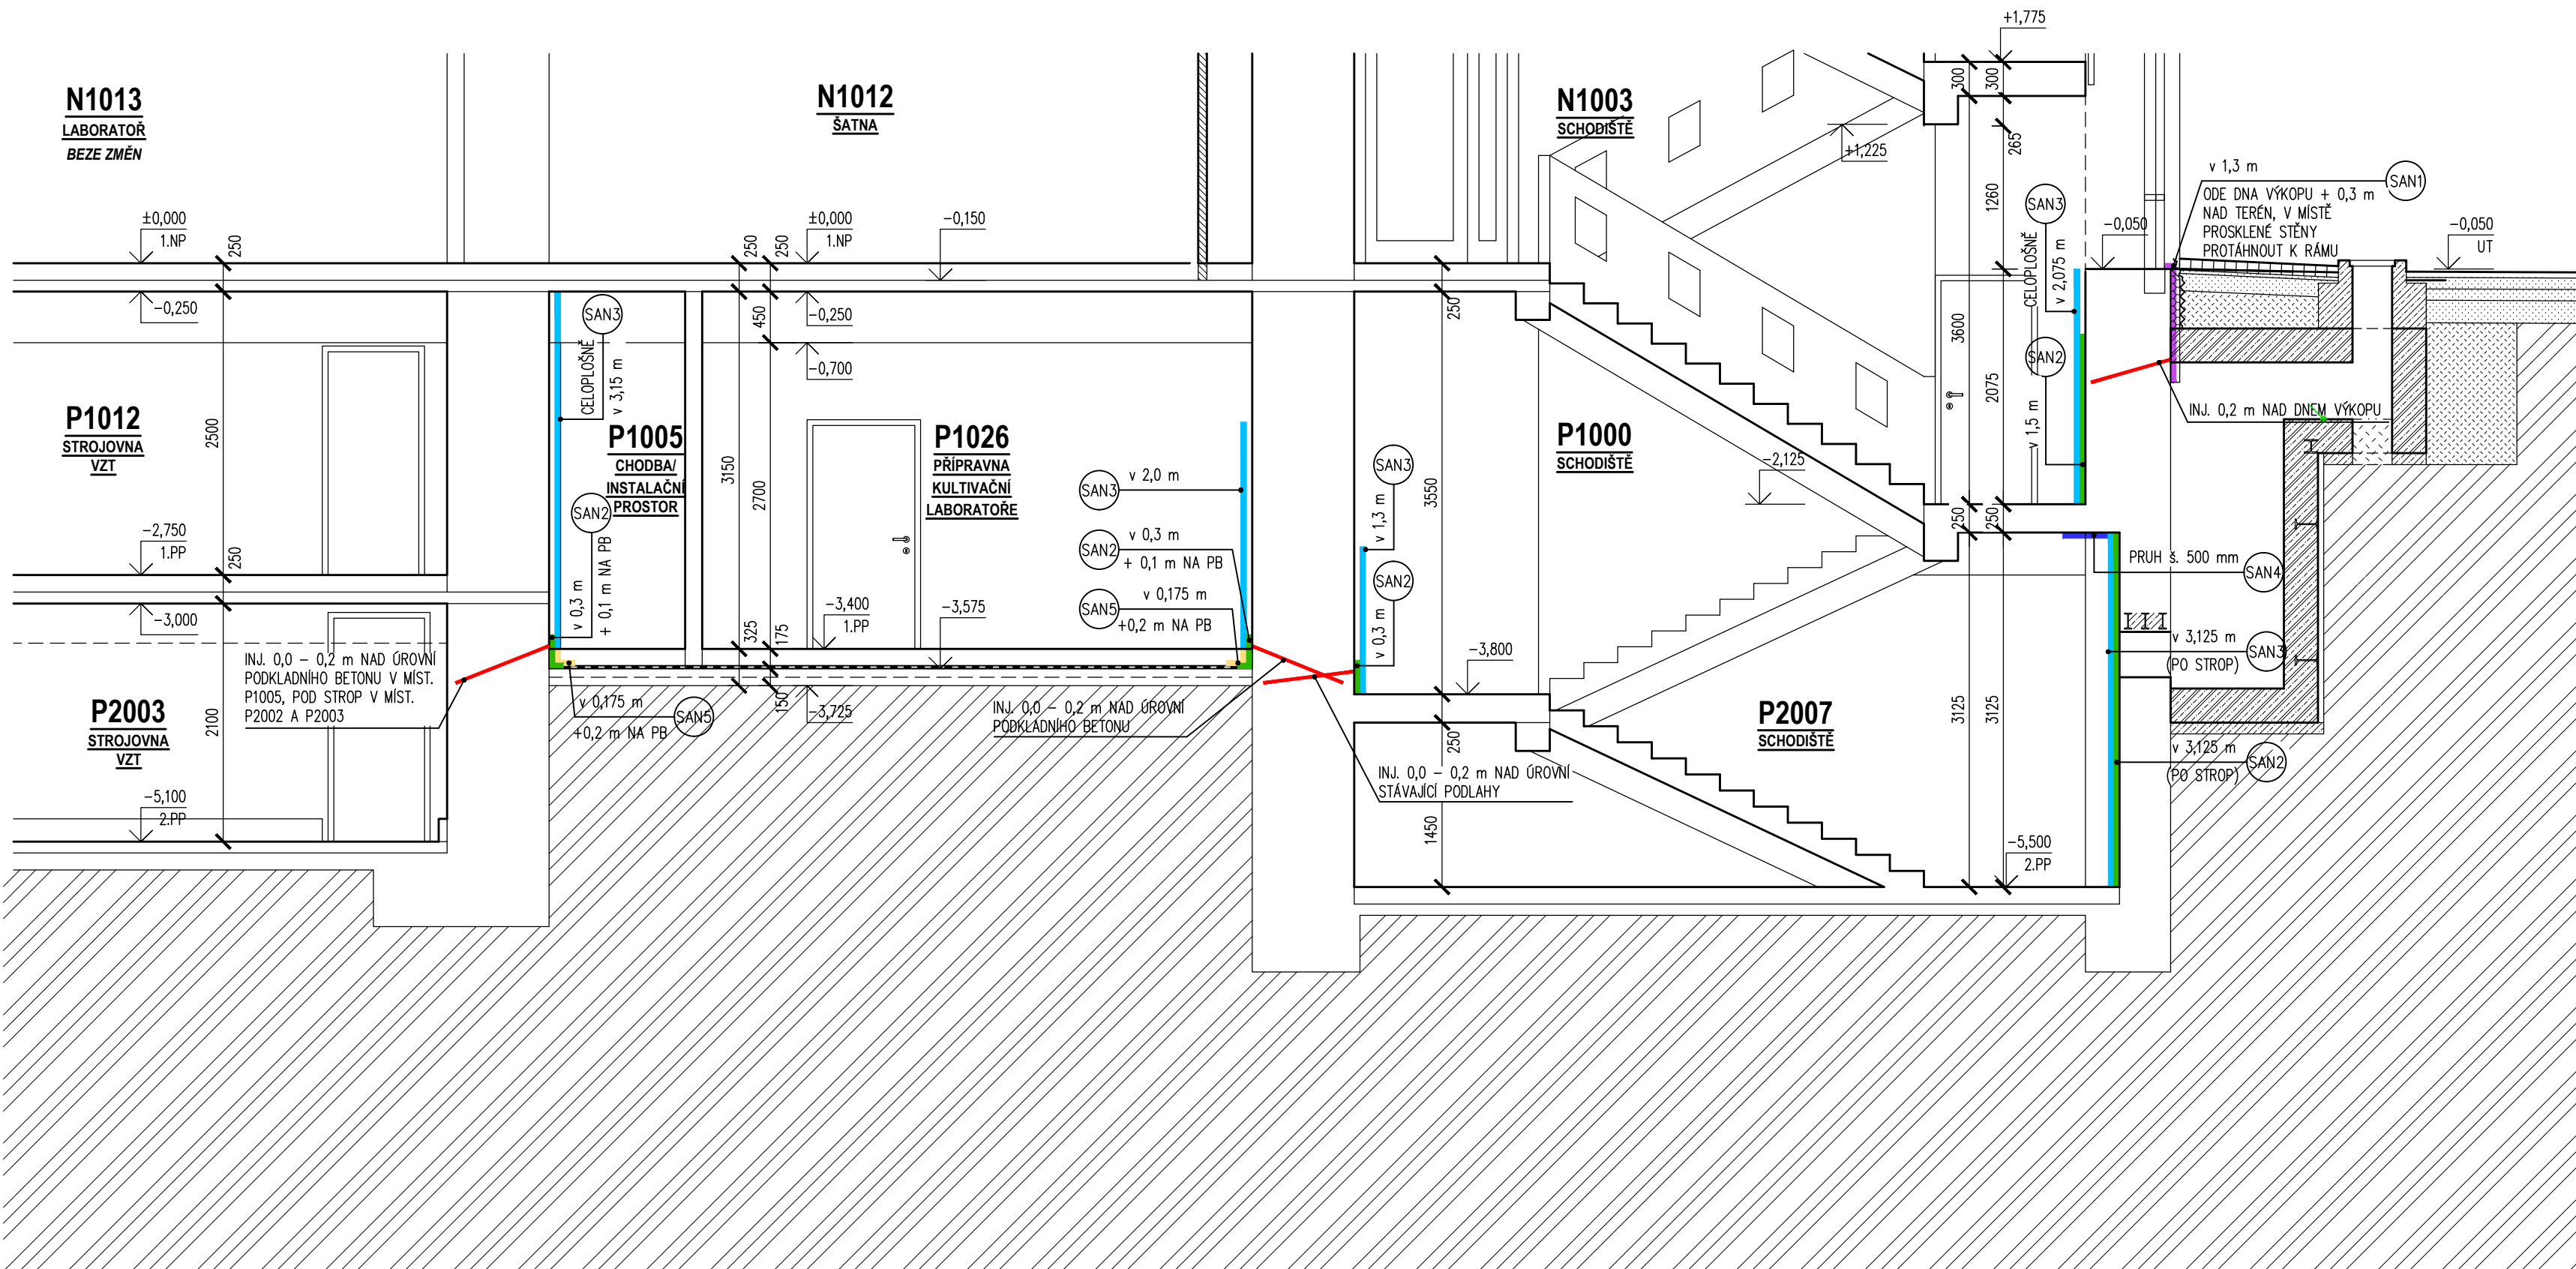 N1013
LABORATOŘ
BEZE ZMĚN
N1012
ŠATNA
N1003
SCHODIŠTĚ
+1,775
300
300
265
+1,225
1260
±0,000
1.NP
250
250
250
±0,000
1.NP
-0,150
-0,250
-0,250
450
-0,700
SAN3
CELOPLOŠNĚ
v 2,075 m
-0,050
v 1,3 m
SAN1
ODE DNA VÝKOPU + 0,3 m
NAD TERÉN, V MÍSTĚ
PROSKLENÉ STĚNY
PROTÁHNOUT K RÁMU
-0,050
UT
P1012
STROJOVNA
VZT
2500
SAN3
CELOPLOŠNĚ
v 3,15 m
P1005
CHODBA/
INSTALAČNÍ
PROSTOR
SAN2
v 0,3 m
+ 0,1 m NA PB
3150
2700
P1026
PŘÍPRAVNA
KULTIVAČNÍ
LABORATOŘE
SAN3
v 2,0 m
SAN2
v 0,3 m
+ 0,1 m NA PB
SAN5
v 0,175 m
+0,2 m NA PB
250
SAN3
v 1,3 m
SAN2
v 0,3 m
3550
P1000
SCHODIŠTĚ
-2,125
3600
2075
SAN2
v 1,5 m
INJ. 0,2 m NAD DNEM VÝKOPU
-2,750
1.PP
250
-3,000
-3,400
1.PP
-3,575
325
175
150
-3,725
-3,800
250
250
PRUH š. 500 mm
SAN4
v 3,125 m
SAN3
(PO STROP)
v 3,125 m
SAN2
(PO STROP)
INJ. 0,0 – 0,2 m NAD ÚROVNÍ
PODKLADNÍHO BETONU V MÍST.
P1005, POD STROP V MÍST.
P2002 A P2003
P2003
STROJOVNA
VZT
2100
-5,100
2.PP
v 0,175 m
SAN5
+0,2 m NA PB
INJ. 0,0 – 0,2 m NAD ÚROVNÍ
PODKLADNÍHO BETONU
INJ. 0,0 – 0,2 m NAD ÚROVNÍ
STÁVAJÍCÍ PODLAHY
250
1450
P2007
SCHODIŠTĚ
3125
3125
-5,500
2.PP